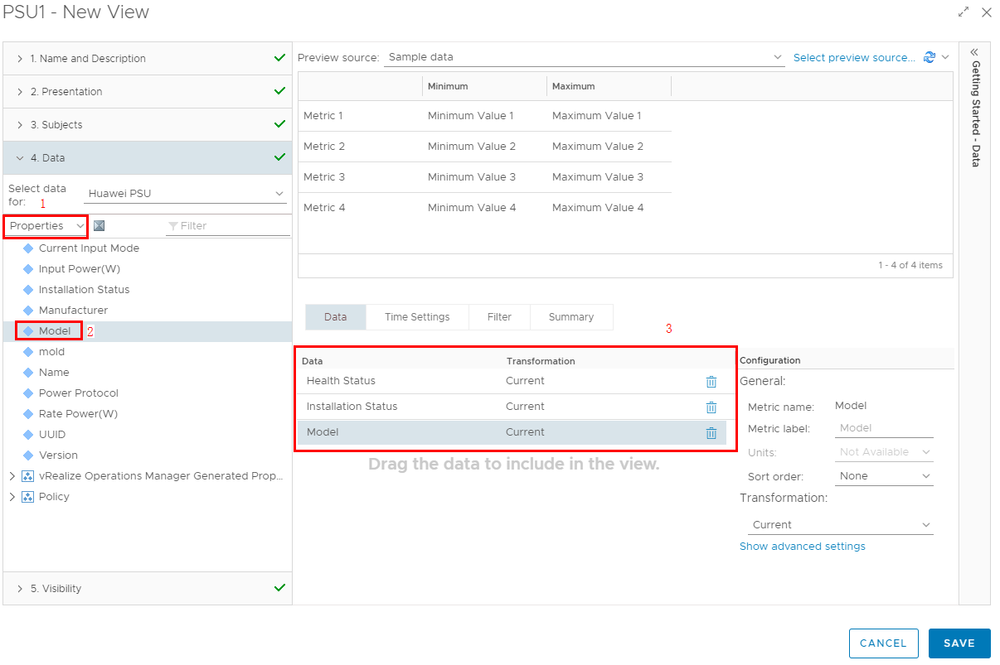 PSU1 - New View
1. Name and Description
2. Presentation
3. Subjects
4. Data
Select data for:
1
Huawei PSU
Properties
Filter
Current Input Mode
Input Power(W)
Installation Status
Manufacturer
Model
2
moId
Name
Power Protocol
Rate Power(W)
UUID
Version
vRealize Operations Manager Generated Prop...
Policy
5. Visibility
Preview source: Sample data Select preview source...
Minimum Maximum
Metric 1 Minimum Value 1 Maximum Value 1
Metric 2 Minimum Value 2 Maximum Value 2
Metric 3 Minimum Value 3 Maximum Value 3
Metric 4 Minimum Value 4 Maximum Value 4
1 - 4 of 4 items
Data Time Settings Filter Summary
3
Data Transformation
Health Status Current
Installation Status Current
Model Current
Drag the data to include in the view.
Configuration
General:
Metric name: Model
Metric label: Model
Units: Not Available
Sort order: None
Transformation:
Current
Show advanced settings
Getting Started - Data
CANCEL SAVE